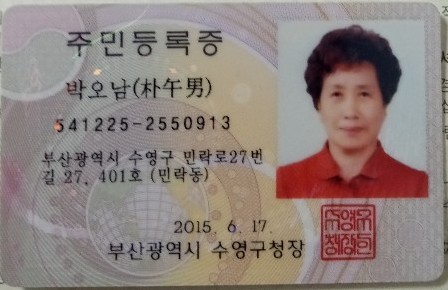 주민등록증
박오남(朴午男)
541225-2550913
부산광역시 수영구 민락로27번
길 27, 401호 (민락동)
2015. 6. 17.
부산광역시 수영구청장